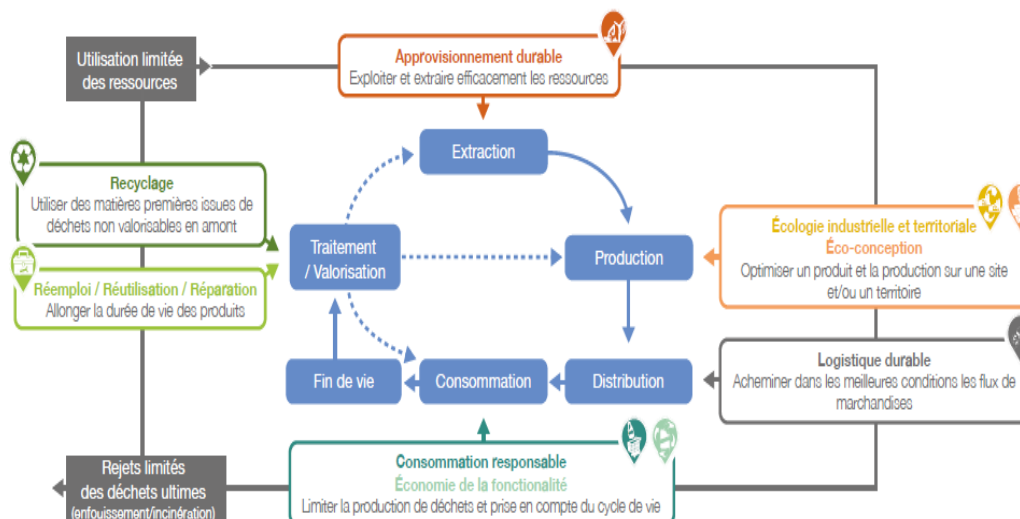 Utilisation limitée
des ressources
Approvisionnement durable
Exploiter et extraire efficacement les ressources
Extraction
Recyclage
Utiliser des matières premières issues de
déchets non valorisables en amont
Traitement
/ Valorisation
Production
Écologie industrielle et territoriale
Éco-conception
Optimiser un produit et la production sur une site
et/ou un territoire
Réemploi / Réutilisation / Réparation
Allonger la durée de vie des produits
Fin de vie
Consommation
Distribution
Logistique durable
Acheminer dans les meilleures conditions les flux de
marchandises
Rejets limités
des déchets ultimes
(enfouissement/incinération)
Consommation responsable
Économie de la fonctionalité
Limiter la production de déchets et prise en compte du cycle de vie